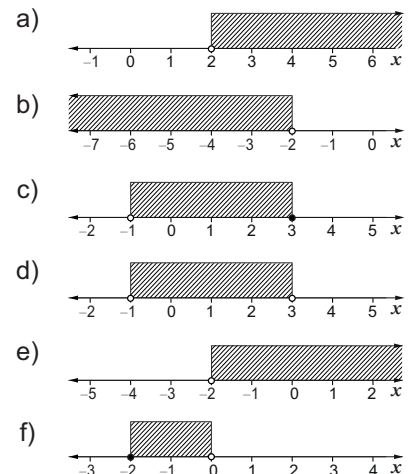 a)
–1 0 1 2 3 4 5 6 x
b)
–7 –6 –5 –4 –3 –2 –1 0 x
c)
–2 –1 0 1 2 3 4 5 x
d)
–2 –1 0 1 2 3 4 5 x
e)
–5 –4 –3 –2 –1 0 1 2 x
f)
–3 –2 –1 0 1 2 3 4 x